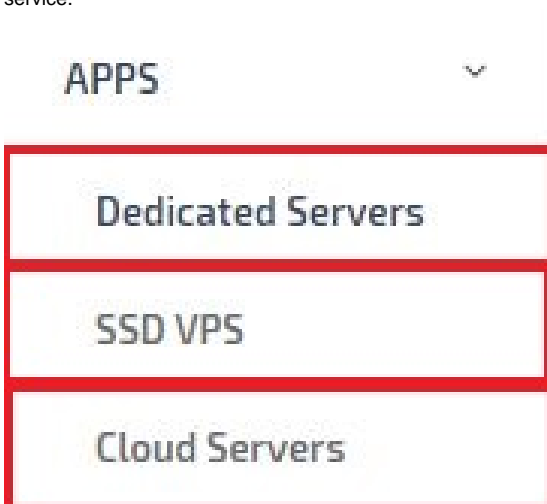 service.
APPS
Dedicated Servers
SSD VPS
Cloud Servers